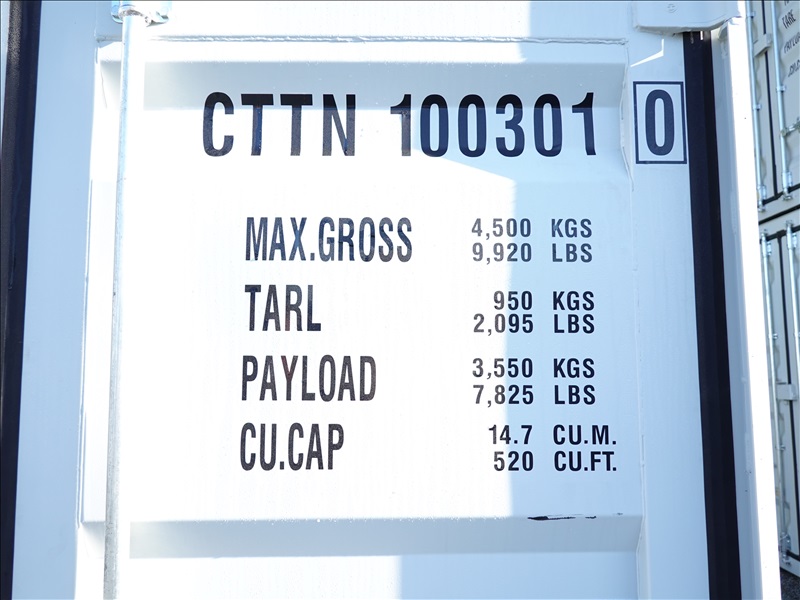 CTTN 100301 0
MAX.GROSS 4,500 KGS
9,920 LBS
TARL 950 KGS
2,095 LBS
PAYLOAD 3,550 KGS
7,825 LBS
CU.CAP 14.7 CU.M.
520 CU.FT.